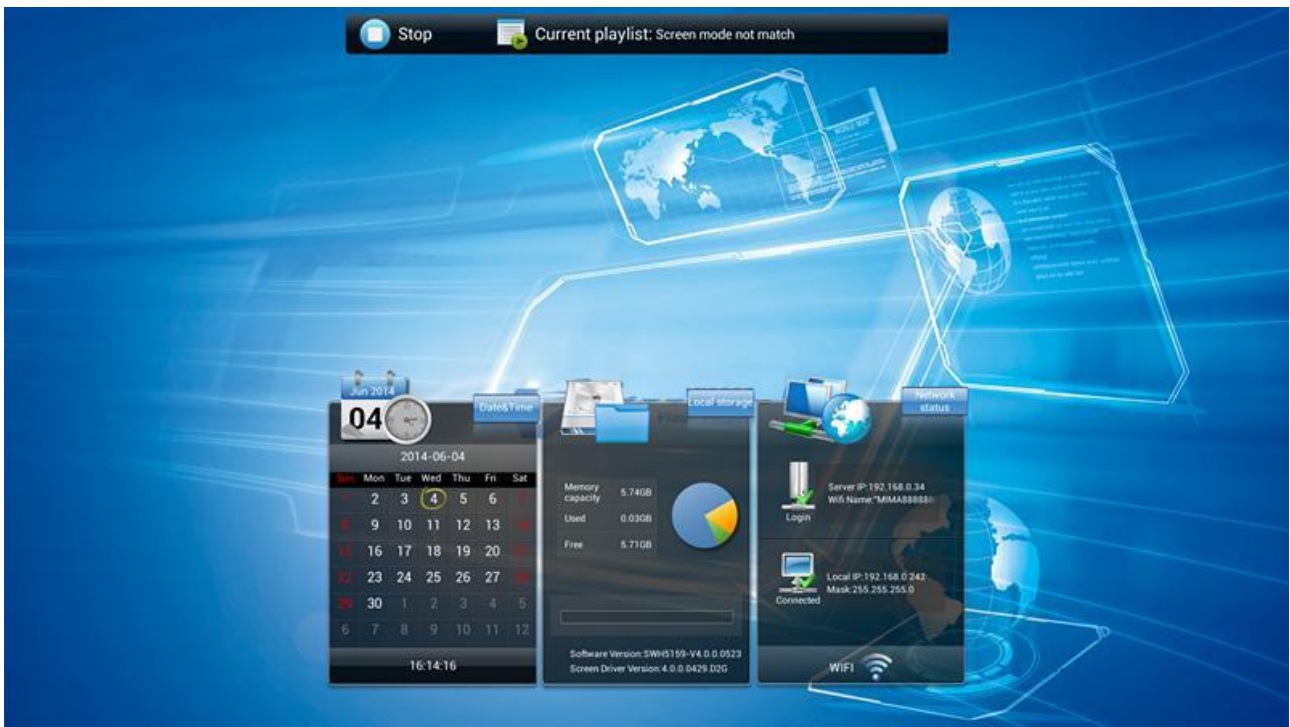 Stop
Current playlist: Screen mode not match
WORLD MAP
Jun 2014
04
Date&Time
Local storage
Network
status
2014-06-04
Sun Mon Tue Wed Thu Fri Sat
1 2 3 4 5 6 7
8 9 10 11 12 13 14
15 16 17 18 19 20 21
22 23 24 25 26 27 28
29 30 1 2 3 4 5
6 7 8 9 10 11 12
16:14:16
Memory
capacity 5.74GB
Used 0.03GB
Free 5.71GB
Software Version:SWH5159-V4.0.0.0523
Screen Driver Version:4.0.0.0429.D2G
Server IP:192.168.0.34
Wifi Name:"MIMA888888
Login
Local IP:192.168.0.242
Mask:255.255.255.0
Connected
WIFI